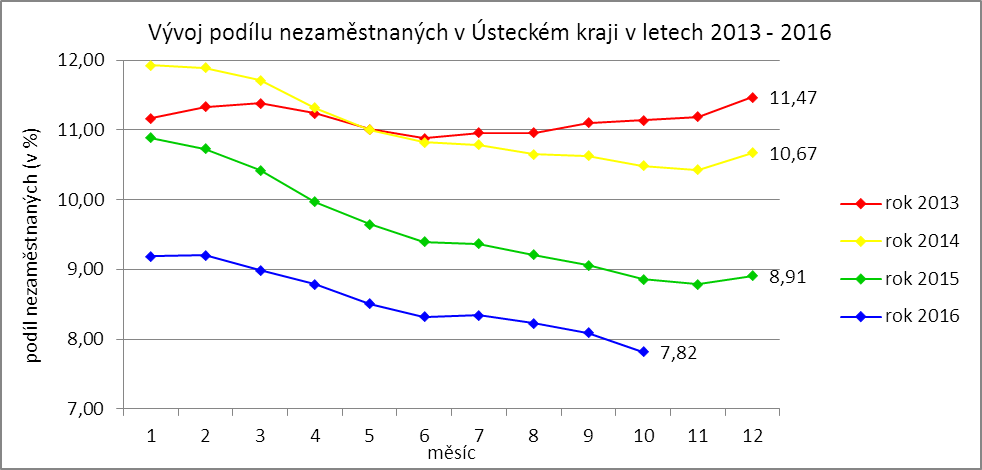 Vývoj podílu nezaměstnaných v Ústeckém kraji v letech 2013 - 2016
podíl nezaměstnaných (v %)
12,00
11,00
10,00
9,00
8,00
7,00
11,47
10,67
8,91
7,82
rok 2013
rok 2014
rok 2015
rok 2016
1 2 3 4 5 6 7 8 9 10 11 12
měsíc